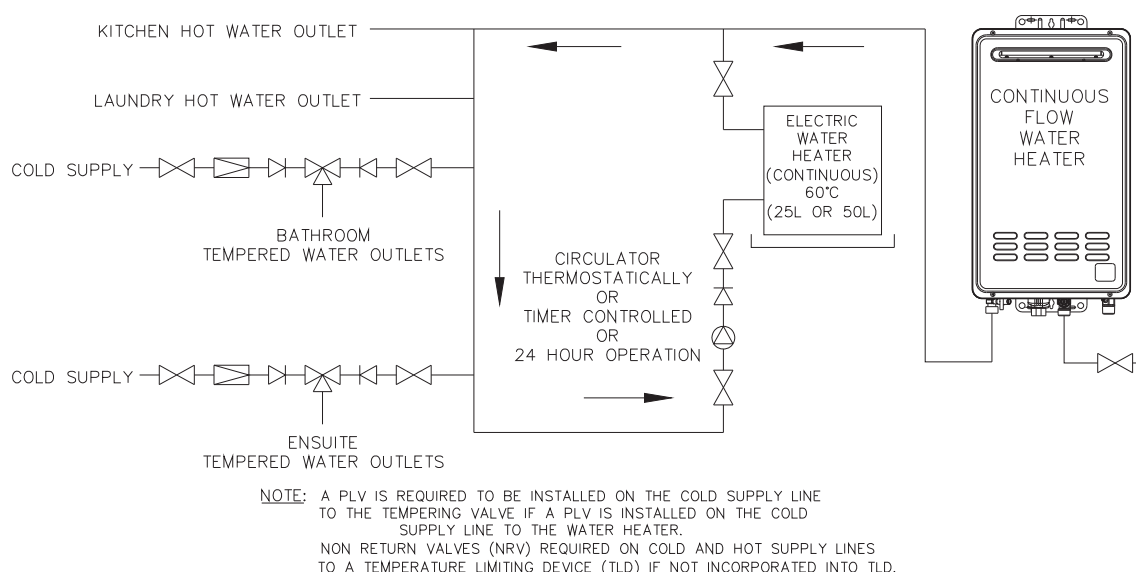 KITCHEN HOT WATER OUTLET
LAUNDRY HOT WATER OUTLET
COLD SUPPLY
BATHROOM
TEMPERED WATER OUTLETS
ELECTRIC
WATER
HEATER
(CONTINUOUS)
60°C
(25L OR 50L)
CONTINUOUS
FLOW
WATER
HEATER
CIRCULATOR
THERMOSTATICALLY
OR
TIMER CONTROLLED
OR
24 HOUR OPERATION
COLD SUPPLY
ENSUITE
TEMPERED WATER OUTLETS
NOTE: A PLV IS REQUIRED TO BE INSTALLED ON THE COLD SUPPLY LINE
TO THE TEMPERING VALVE IF A PLV IS INSTALLED ON THE COLD
SUPPLY LINE TO THE WATER HEATER.
NON RETURN VALVES (NRV) REQUIRED ON COLD AND HOT SUPPLY LINES
TO A TEMPERATURE LIMITING DEVICE (TLD) IF NOT INCORPORATED INTO TLD.